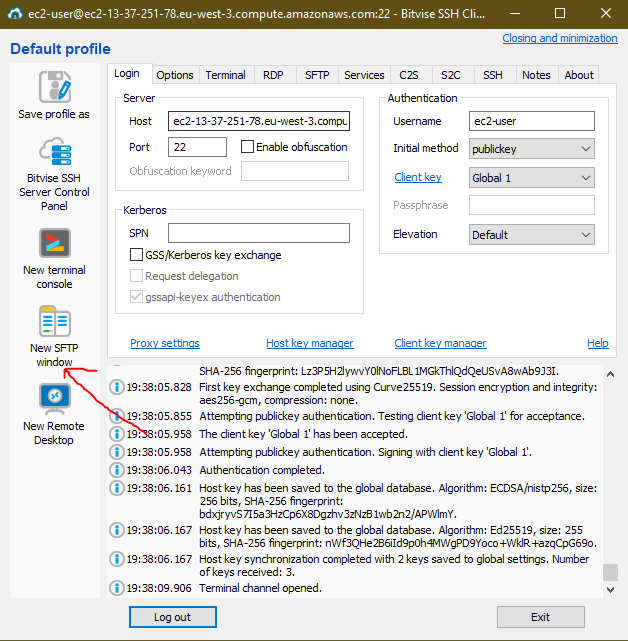 ec2-user@ec2-13-37-251-78.eu-west-3.compute.amazonaws.com:22 - Bitvise SSH Cli...
Closing and minimization
Default profile
Save profile as
Bitvise SSH
Server Control
Panel
New terminal
console
New SFTP
window
New Remote
Desktop
Login Options Terminal RDP SFTP Services C2S S2C SSH Notes About
Server
Host ec2-13-37-251-78.eu-west-3.compu
Port 22 Enable obfuscation
Obfuscation keyword
Kerberos
SPN
GSS/Kerberos key exchange
Request delegation
gssapi-keyex authentication
Authentication
Username ec2-user
Initial method publickey
Client key Global 1
Passphrase
Elevation Default
Proxy settings Host key manager Client key manager Help
SHA-256 fingerprint: Lz3P5H2lywvY0lNoFLBL1MGkThlQdQeUSvA8wAb9J3I.
19:38:05.828 First key exchange completed using Curve25519. Session encryption and integrity:
aes256-gcm, compression: none.
19:38:05.855 Attempting publickey authentication. Testing client key 'Global 1' for acceptance.
19:38:05.958 The client key 'Global 1' has been accepted.
19:38:05.958 Attempting publickey authentication. Signing with client key 'Global 1'.
19:38:06.043 Authentication completed.
19:38:06.161 Host key has been saved to the global database. Algorithm: ECDSA/nistp256, size:
256 bits, SHA-256 fingerprint:
bdxjryvS7I5a3HzCp6X8Dgzhv3zNzB1wb2n2/APWlmY.
19:38:06.167 Host key has been saved to the global database. Algorithm: Ed25519, size: 255
bits, SHA-256 fingerprint: nWf3QHe2B6iId9p0h4MWgPD9Yoco+WklR+azqCpG69o.
19:38:06.167 Host key synchronization completed with 2 keys saved to global settings. Number
of keys received: 3.
19:38:09.906 Terminal channel opened.
Log out Exit